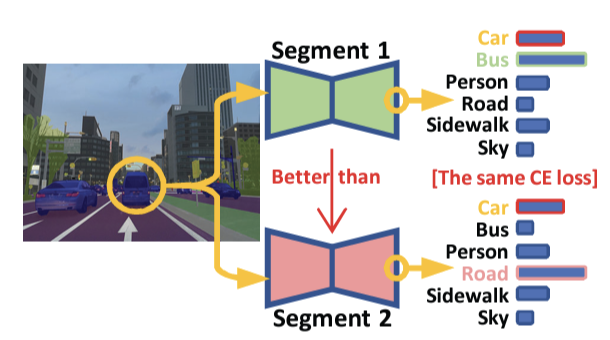 Segment 1
Car
Bus
Person
Road
Sidewalk
Sky
Better than
[The same CE loss]
Car
Bus
Person
Road
Sidewalk
Sky
Segment 2